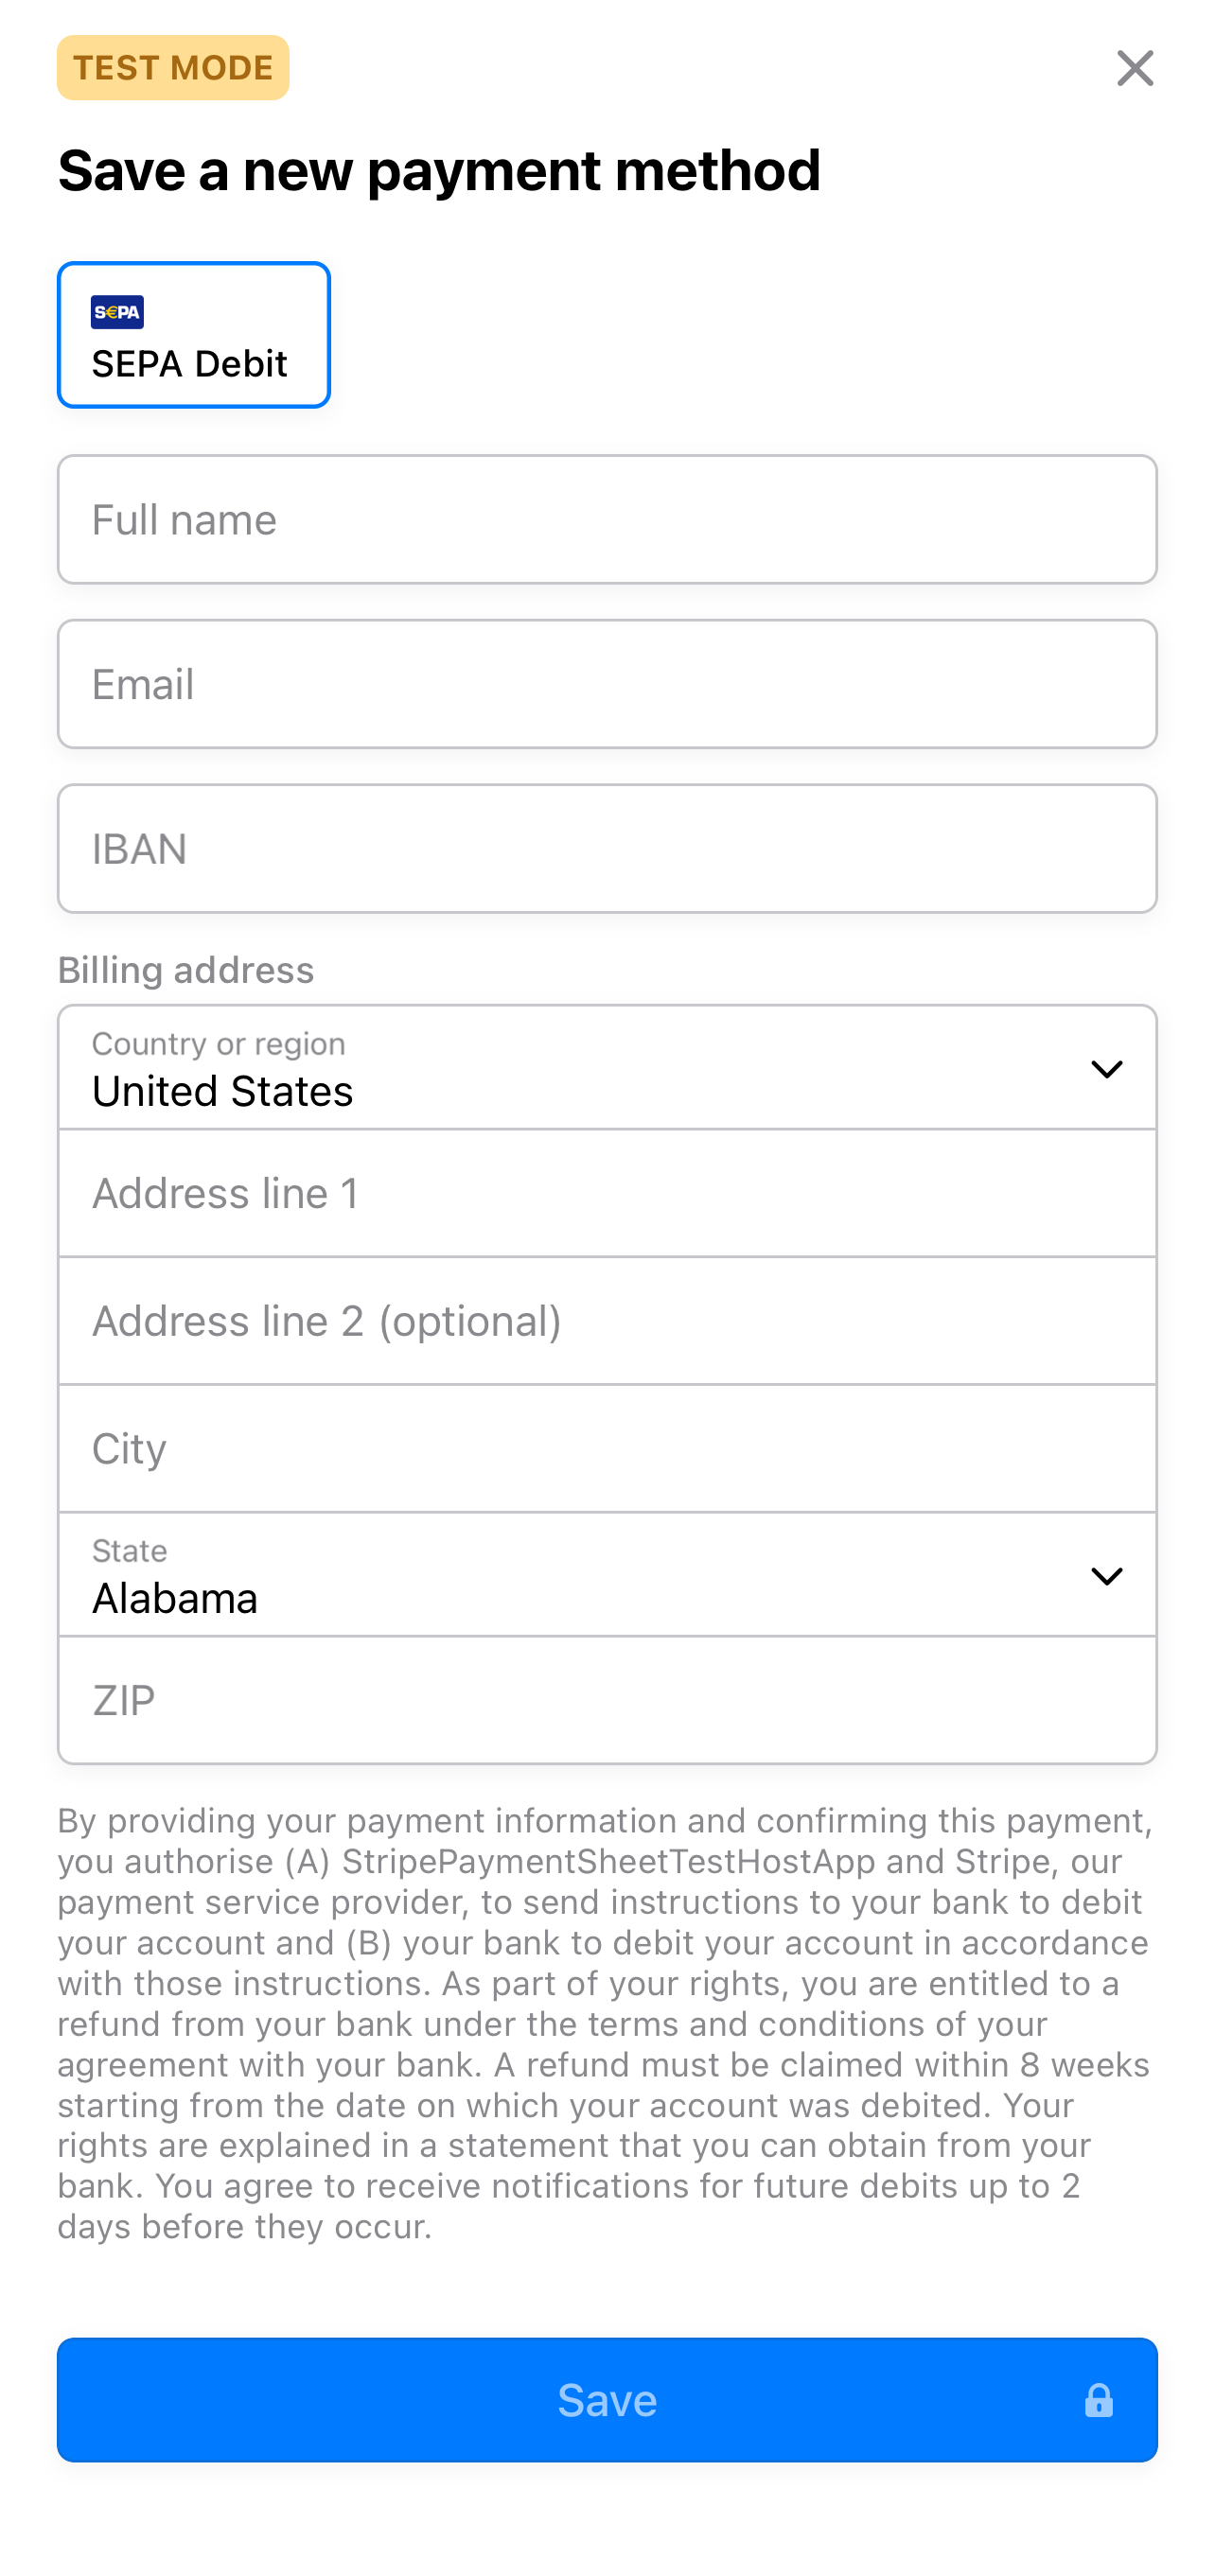 TEST MODE
Save a new payment method
S€PA
SEPA Debit
Full name
Email
IBAN
Billing address
Country or region
United States
Address line 1
Address line 2 (optional)
City
State
Alabama
ZIP
By providing your payment information and confirming this payment,
you authorise (A) StripePaymentSheetTestHostApp and Stripe, our
payment service provider, to send instructions to your bank to debit
your account and (B) your bank to debit your account in accordance
with those instructions. As part of your rights, you are entitled to a
refund from your bank under the terms and conditions of your
agreement with your bank. A refund must be claimed within 8 weeks
starting from the date on which your account was debited. Your
rights are explained in a statement that you can obtain from your
bank. You agree to receive notifications for future debits up to 2
days before they occur.
Save